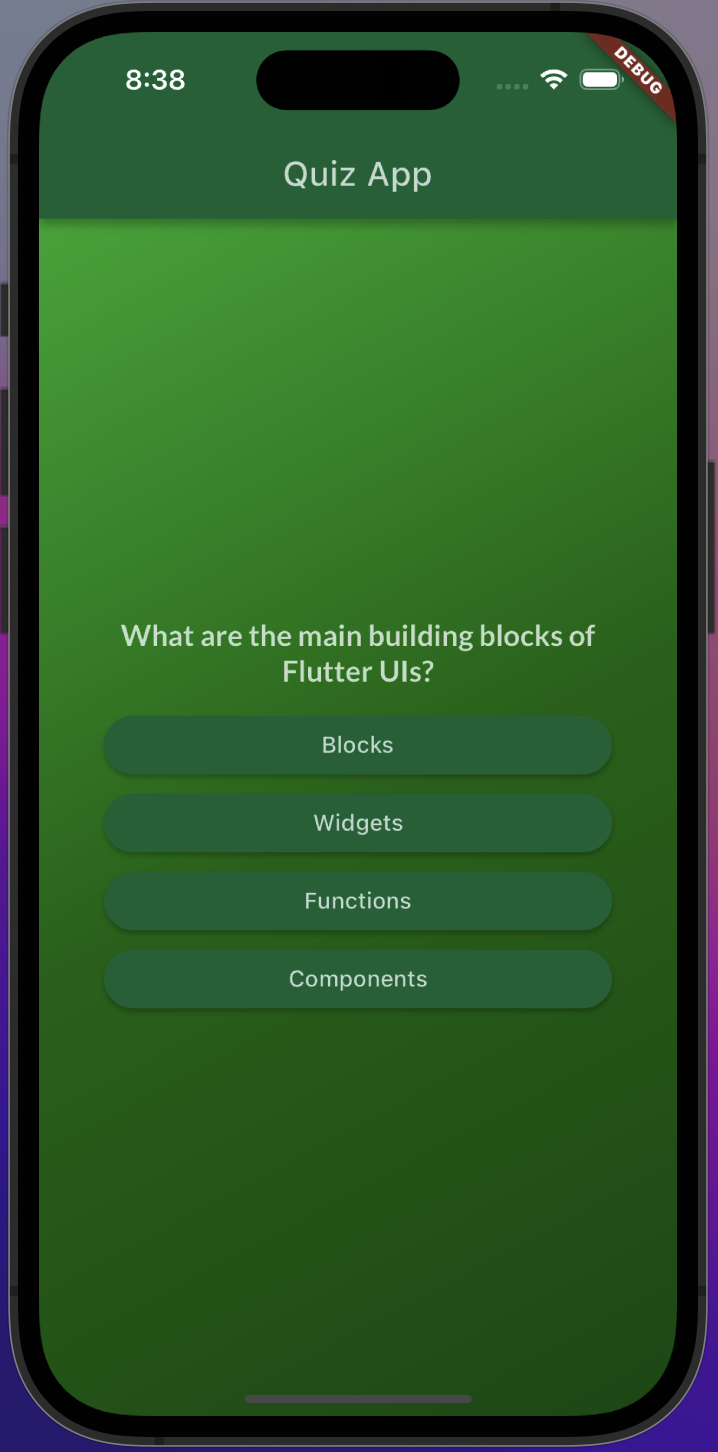 8:38
DEBUG
Quiz App
What are the main building blocks of
Flutter UIs?
Blocks
Widgets
Functions
Components